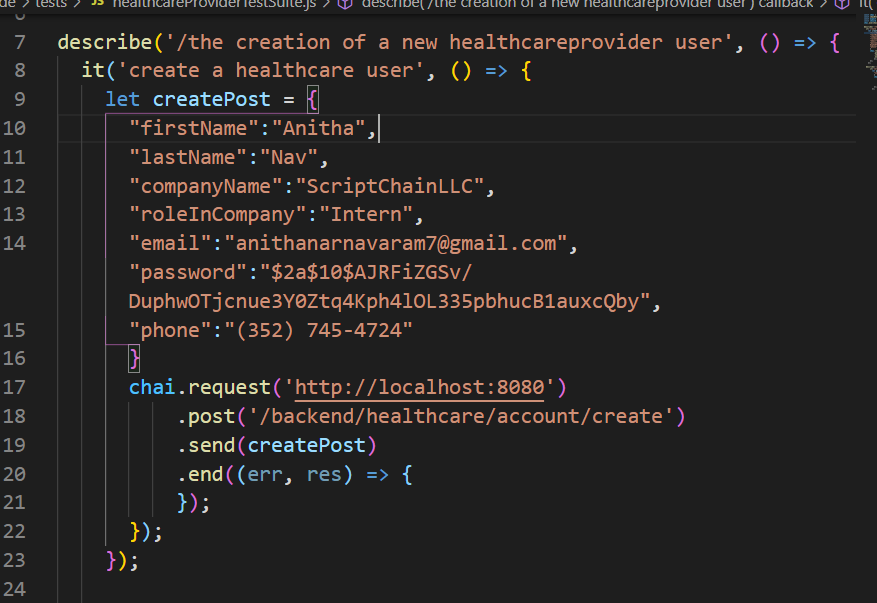 de > tests > JS healthcareProviderTestSuite.js > describe('/the creation of a new healthcareprovider user') callback > it('
6
7 describe('/the creation of a new healthcareprovider user', () => {
8 it('create a healthcare user', () => {
9 let createPost = {
10 "firstName":"Anitha",
11 "lastName":"Nav",
12 "companyName":"ScriptChainLLC",
13 "roleInCompany":"Intern",
14 "email":"anithanarnavaram7@gmail.com",
"password":"$2a$10$AJRFiZGSv/
DuphwOTjcnue3Y0Ztq4Kph4lOL335pbhucB1auxcQby",
15 "phone":"(352) 745-4724"
16 }
17 chai.request('http://localhost:8080')
18 .post('/backend/healthcare/account/create')
19 .send(createPost)
20 .end((err, res) => {
21 });
22 });
23 });
24